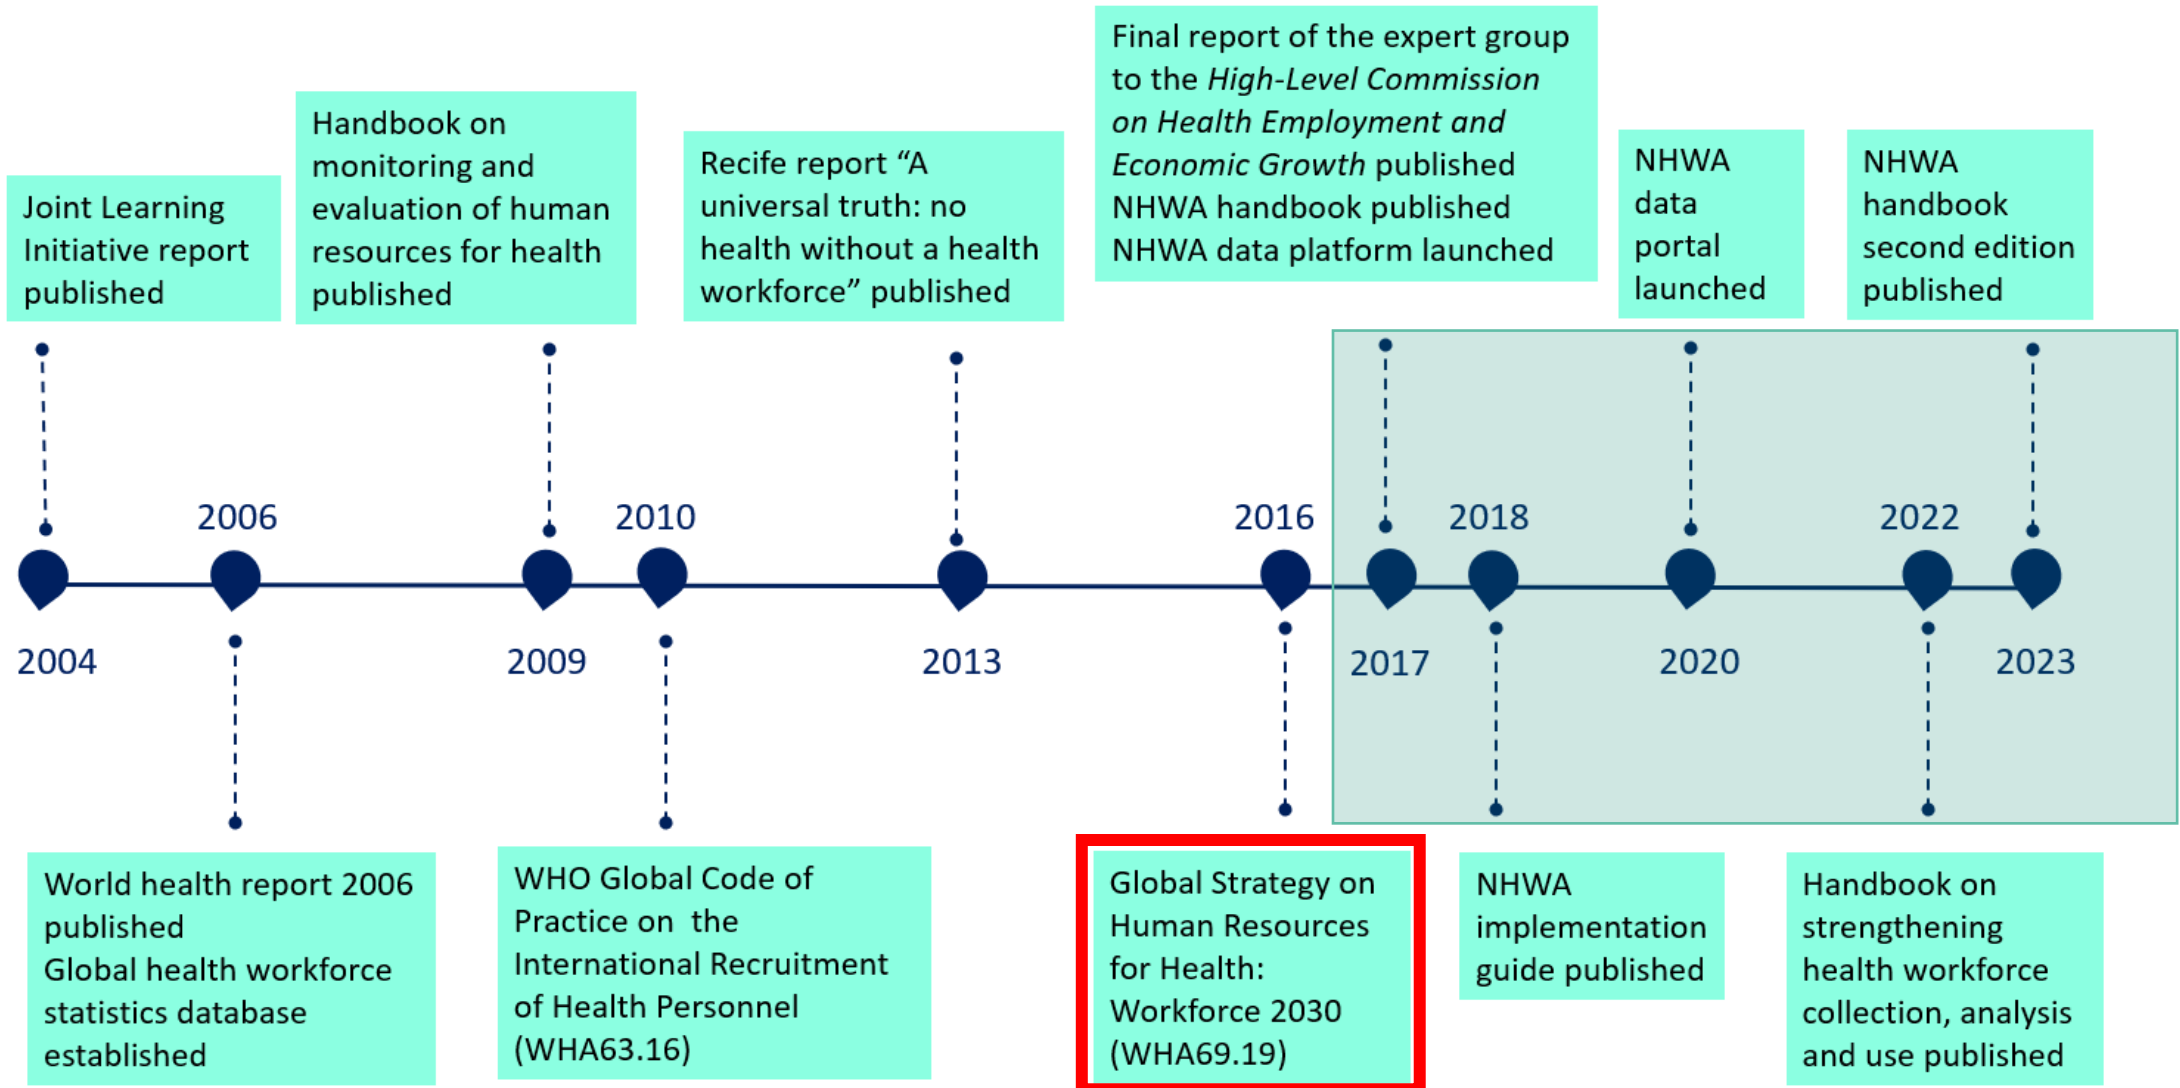 Final report of the expert group
to the High-Level Commission
on Health Employment and
Economic Growth published
NHWA handbook published
NHWA data platform launched
Handbook on
monitoring and
evaluation of human
resources for health
published
Recife report “A
universal truth: no
health without a health
workforce” published
NHWA
data
portal
launched
NHWA
handbook
second edition
published
Joint Learning
Initiative report
published
2006
2010
2016
2018
2022
2004
2009
2013
2017
2020
2023
World health report 2006
published
Global health workforce
statistics database
established
WHO Global Code of
Practice on the
International Recruitment
of Health Personnel
(WHA63.16)
Global Strategy on
Human Resources
for Health:
Workforce 2030
(WHA69.19)
NHWA
implementation
guide published
Handbook on
strengthening
health workforce
collection, analysis
and use published